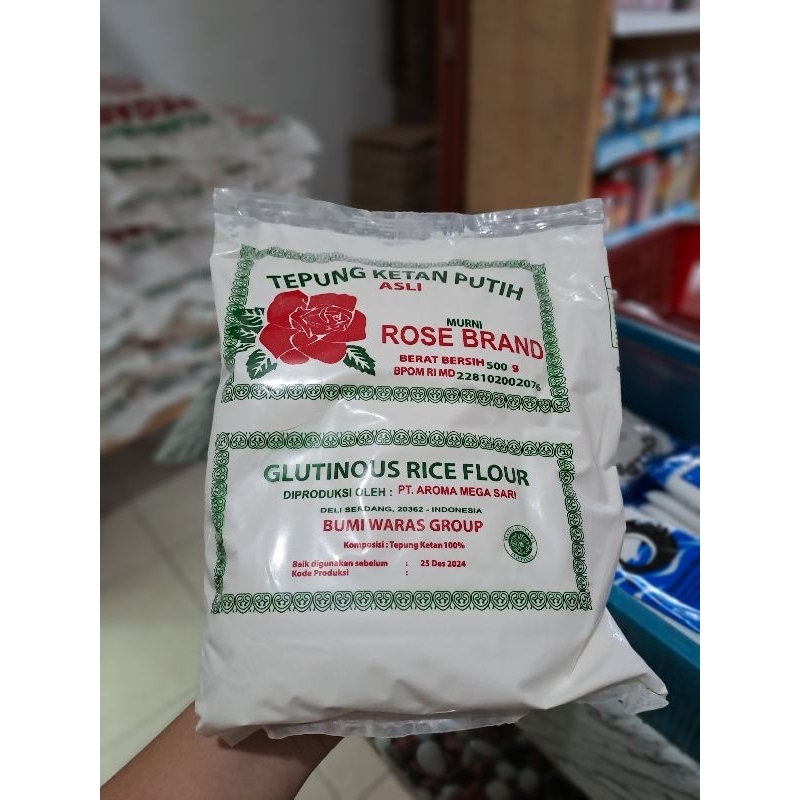 TEPUNG KETAN PUTIH
ASLI
MURNI
ROSE BRAND
BERAT BERSIH 500 g
BPOM RI MD 228102002076
GLUTINOUS RICE FLOUR
DIPRODUKSI OLEH : PT. AROMA MEGA SARI
DELI SERDANG, 20362 - INDONESIA
BUMI WARAS GROUP
Komposisi : Tepung Ketan 100%
Baik digunakan sebelum : 25 Des 2024
Kode Produksi :